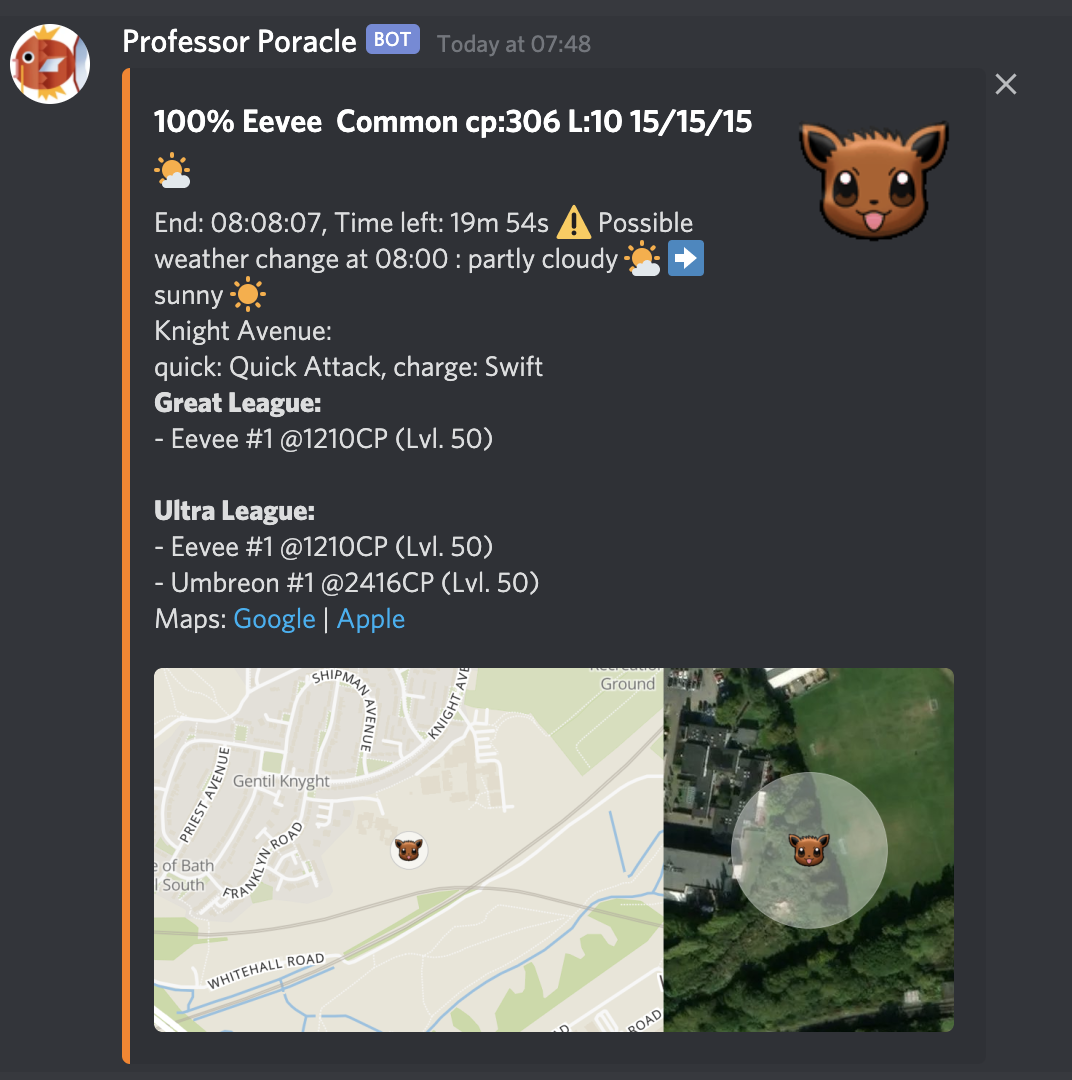 Professor Poracle BOT Today at 07:48
100% Eevee Common cp:306 L:10 15/15/15
End: 08:08:07, Time left: 19m 54s ⚠️ Possible
weather change at 08:00 : partly cloudy ⛅ ➡️
sunny ☀️
Knight Avenue:
quick: Quick Attack, charge: Swift
Great League:
- Eevee #1 @1210CP (Lvl. 50)
Ultra League:
- Eevee #1 @1210CP (Lvl. 50)
- Umbreon #1 @2416CP (Lvl. 50)
Maps: Google | Apple
SHIPMAN AVENUE
KNIGHT AVE
Recreation
Ground
PRIEST AVENUE
Gentil Knyght
FRANKLYN ROAD
e of Bath
l South
WHITEHALL ROAD
ROAD